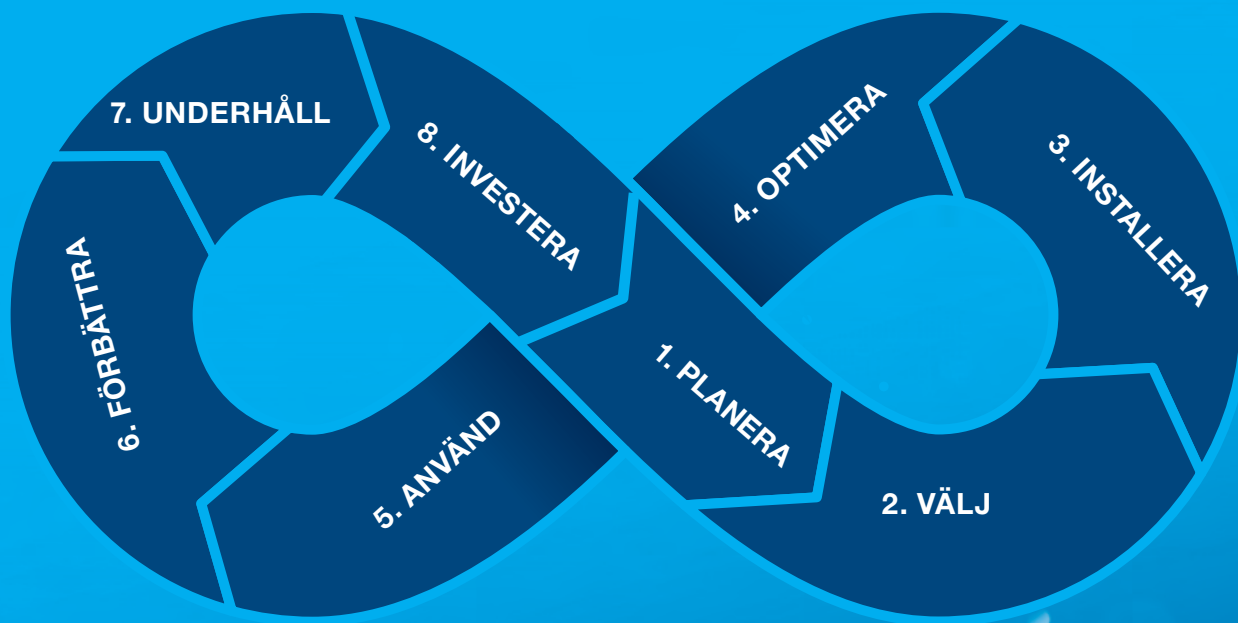 1. PLANERA
2. VÄLJ
3. INSTALLERA
4. OPTIMERA
5. ANVÄND
6. FÖRBÄTTRA
7. UNDERHÅLL
8. INVESTERA